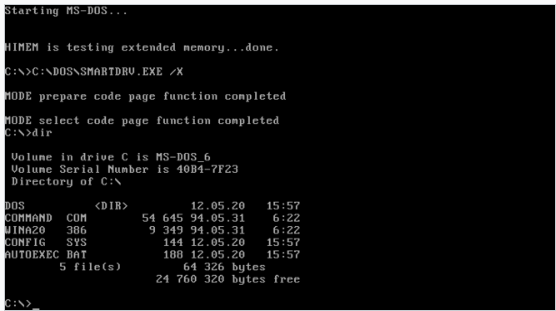 Starting MS-DOS...
HIMEM is testing extended memory...done.
C:\>C:\DOS\SMARTDRV.EXE /X
MODE prepare code page function completed
MODE select code page function completed
C:\>dir
Volume in drive C is MS-DOS_6
Volume Serial Number is 40B4-7F23
Directory of C:\
DOS <DIR> 12.05.20 15:57
COMMAND COM 54 645 94.05.31 6:22
WINA20 386 9 349 94.05.31 6:22
CONFIG SYS 144 12.05.20 15:57
AUTOEXEC BAT 188 12.05.20 15:57
5 file(s) 64 326 bytes
24 760 320 bytes free
C:\>_